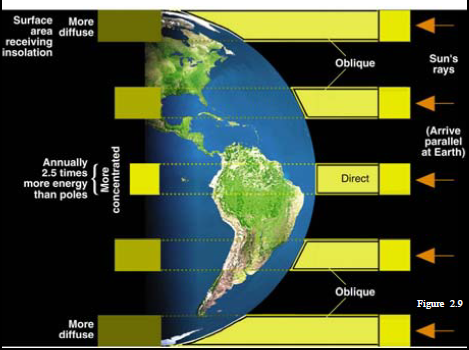 Surface
area
receiving
insolation
More
diffuse
Oblique
Sun's
rays
(Arrive
parallel
at Earth)
Annually
2.5 times
more energy
than poles
More
concentrated
Direct
Oblique
Figure 2.9
More
diffuse